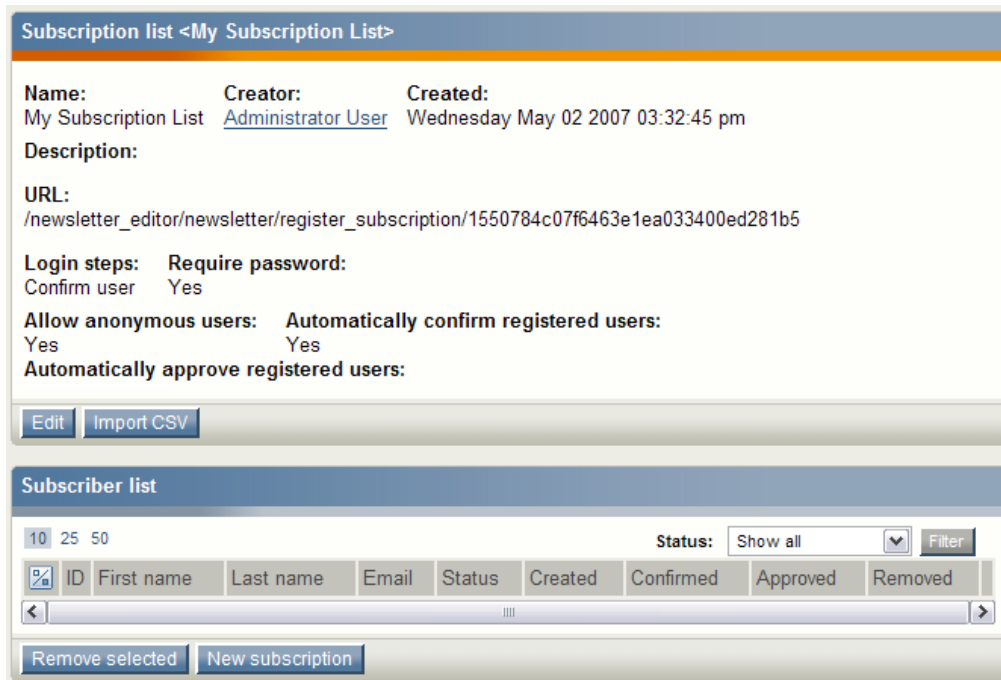 Subscription list <My Subscription List>
Name: Creator: Created:
My Subscription List Administrator User Wednesday May 02 2007 03:32:45 pm
Description:
URL:
/newsletter_editor/newsletter/register_subscription/1550784c07f6463e1ea033400ed281b5
Login steps: Require password:
Confirm user Yes
Allow anonymous users: Automatically confirm registered users:
Yes Yes
Automatically approve registered users:
Edit Import CSV
Subscriber list
10 25 50 Status: Show all Filter
ID First name Last name Email Status Created Confirmed Approved Removed
Remove selected New subscription